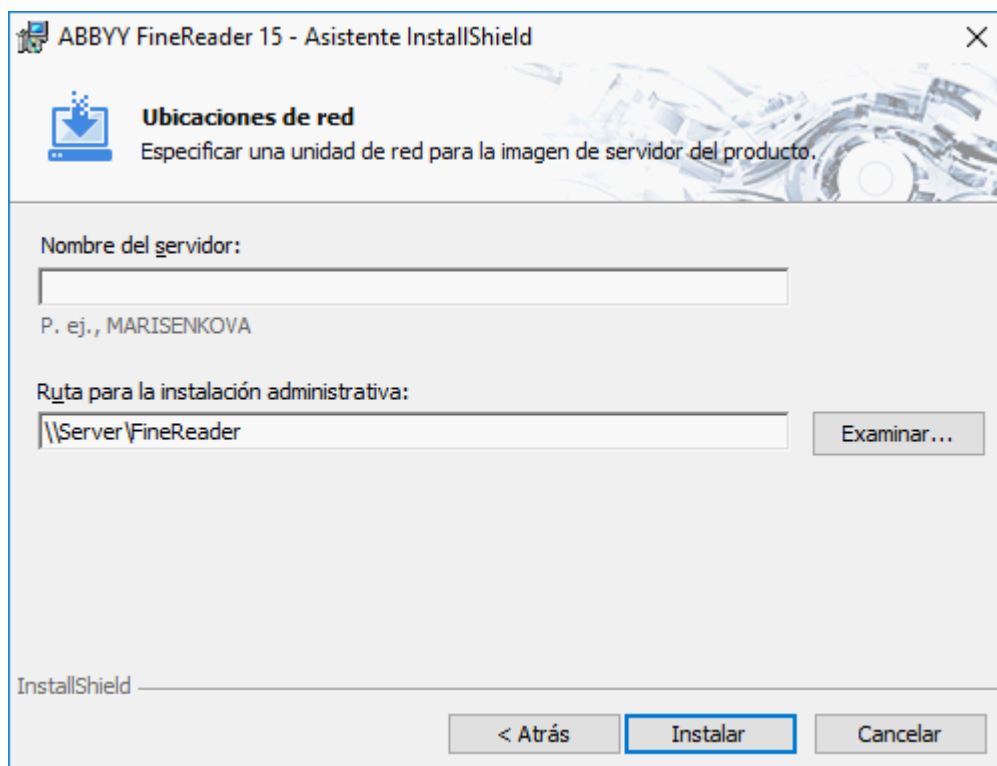 ABBYY FineReader 15 - Asistente InstallShield
Ubicaciones de red
Especificar una unidad de red para la imagen de servidor del producto.
Nombre del servidor:
P. ej., MARISENKOVA
Ruta para la instalación administrativa:
\\Server\FineReader
Examinar...
InstallShield
< Atrás
Instalar
Cancelar